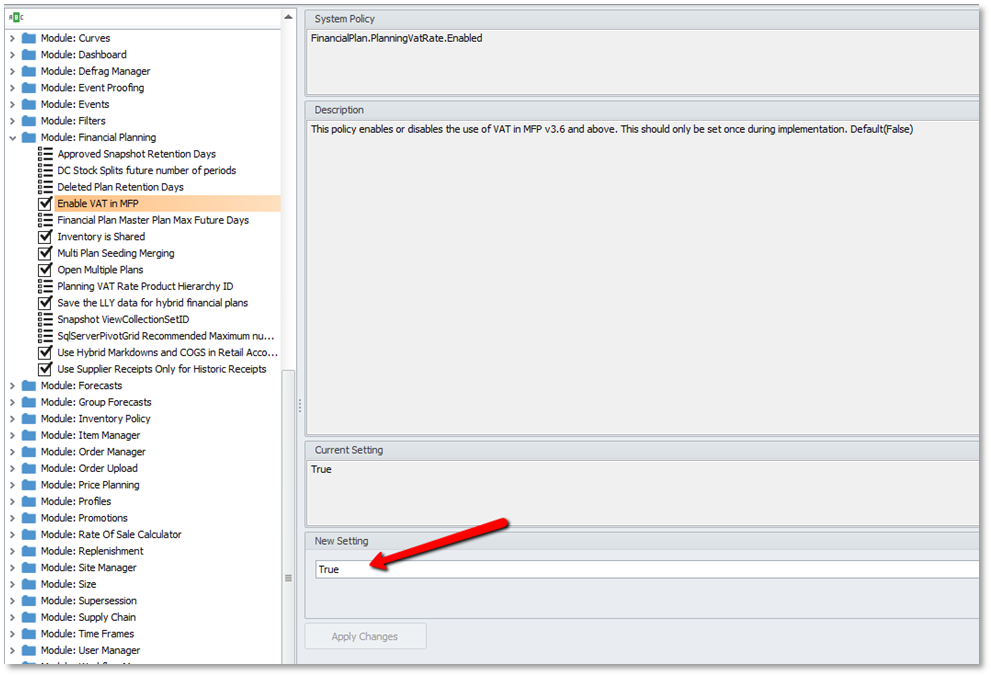 ABC
Module: Curves
Module: Dashboard
Module: Defrag Manager
Module: Event Proofing
Module: Events
Module: Filters
Module: Financial Planning
Approved Snapshot Retention Days
DC Stock Splits future number of periods
Deleted Plan Retention Days
Enable VAT in MFP
Financial Plan Master Plan Max Future Days
Inventory is Shared
Multi Plan Seeding Merging
Open Multiple Plans
Planning VAT Rate Product Hierarchy ID
Save the LLY data for hybrid financial plans
Snapshot ViewCollectionSetID
SqlServerPivotGrid Recommended Maximum nu...
Use Hybrid Markdowns and COGS in Retail Acco...
Use Supplier Receipts Only for Historic Receipts
Module: Forecasts
Module: Group Forecasts
Module: Inventory Policy
Module: Item Manager
Module: Order Manager
Module: Order Upload
Module: Price Planning
Module: Profiles
Module: Promotions
Module: Rate Of Sale Calculator
Module: Replenishment
Module: Site Manager
Module: Size
Module: Supersession
Module: Supply Chain
Module: Time Frames
Module: User Manager
System Policy
FinancialPlan.PlanningVatRate.Enabled
Description
This policy enables or disables the use of VAT in MFP v3.6 and above. This should only be set once during implementation. Default(False)
Current Setting
True
New Setting
True
Apply Changes